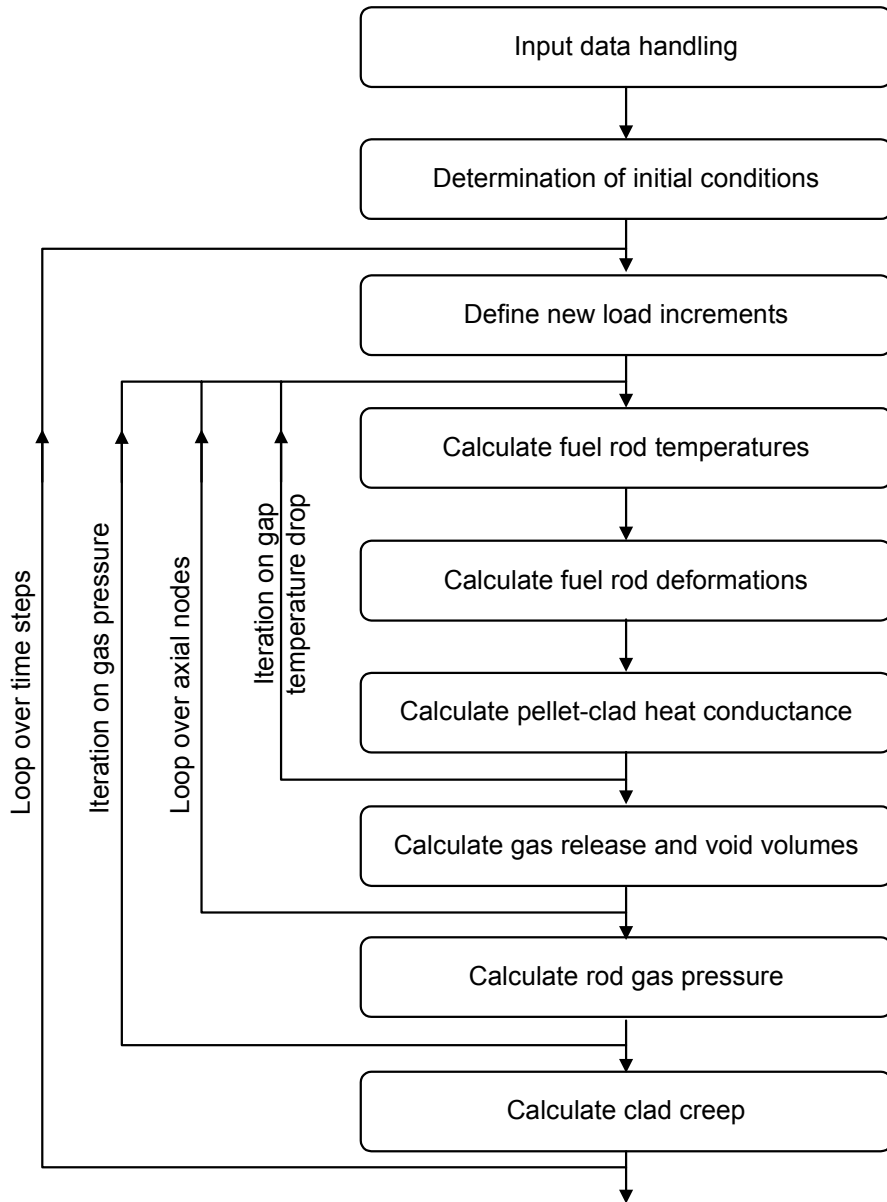 Input data handling
Determination of initial conditions
Define new load increments
Calculate fuel rod temperatures
Calculate fuel rod deformations
Calculate pellet-clad heat conductance
Calculate gas release and void volumes
Calculate rod gas pressure
Calculate clad creep
Loop over time steps
Iteration on gas pressure
Loop over axial nodes
Iteration on gap
temperature drop